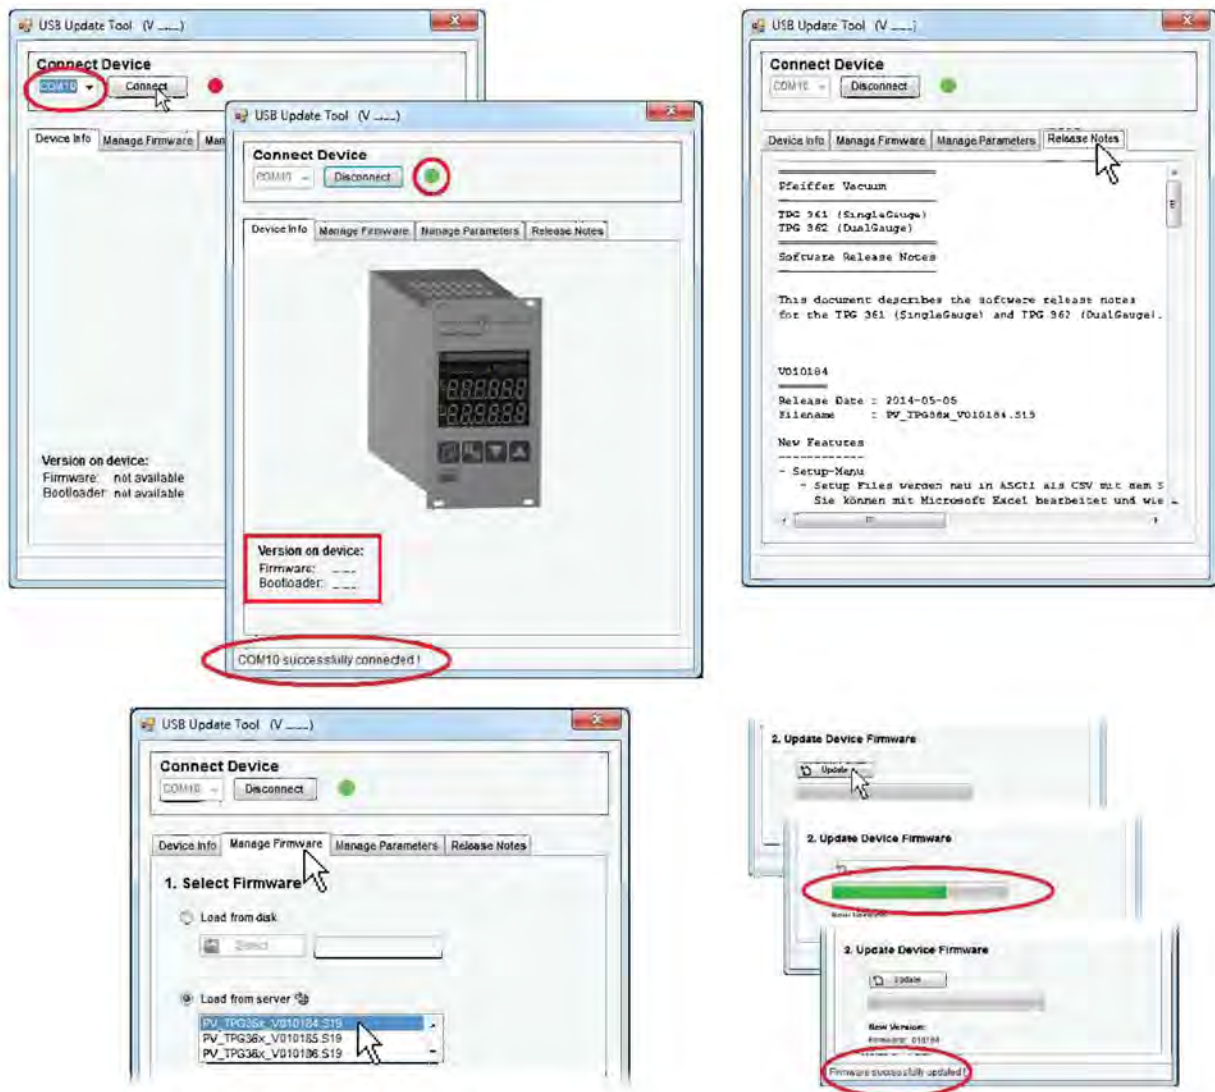 USB Update Tool (V ___)
Connect Device
COM10
Connect
Device Info
Manage Firmware
Man
Version on device:
Firmware: not available
Bootloader: not available
USB Update Tool (V ___)
Connect Device
COM10
Disconnect
Device Info
Manage Firmware
Manage Parameters
Release Notes
Version on device:
Firmware: ___
Bootloader: ___
COM10 successfully connected !
USB Update Tool (V ___)
Connect Device
COM10
Disconnect
Device Info
Manage Firmware
Manage Parameters
Release Notes
Pfeiffer Vacuum
TPG 361 (SingleGauge)
TPG 362 (DualGauge)
Software Release Notes
This document describes the software release notes
for the TPG 361 (SingleGauge) and TPG 362 (DualGauge).
V010184
Release Date : 2014-05-05
Filename : PV_TPG36x_V010184.S19
New Features
------------
- Setup-Menu
- Setup Files werden neu in ASCII als CSV mit dem S
Sie können mit Microsoft Excel bearbeitet und wie
USB Update Tool (V ___)
Connect Device
COM10
Disconnect
Device Info
Manage Firmware
Manage Parameters
Release Notes
1. Select Firmware
Load from disk
Select
Load from server
PV_TPG36x_V010184.S19
PV_TPG36x_V010185.S19
PV_TPG36x_V010186.S19
2. Update Device Firmware
Update
2. Update Device Firmware
New Version:
2. Update Device Firmware
Update
New Version:
Firmware: 010184
Firmware successfully updated !